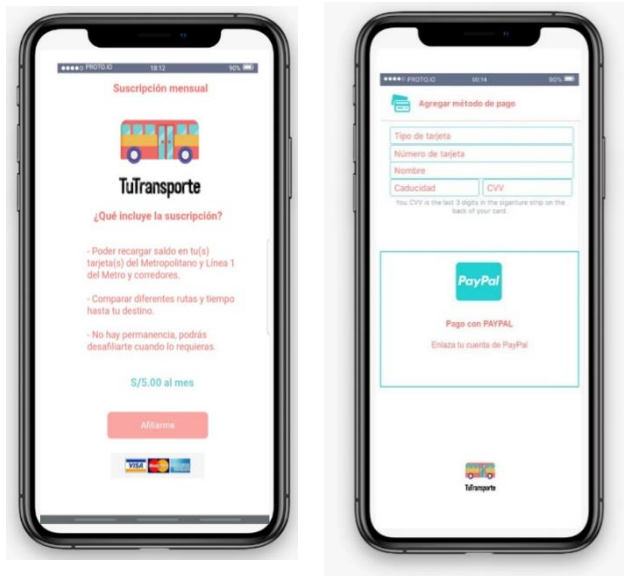 PROTO.IO 18:12 90%
Suscripción mensual
TuTransporte
¿Qué incluye la suscripción?
- Poder recargar saldo en tu(s)
tarjeta(s) del Metropolitano y Línea 1
del Metro y corredores.
- Comparar diferentes rutas y tiempo
hasta tu destino.
- No hay permanencia, podrás
desafiliarte cuando lo requieras.
S/5.00 al mes
Afiliarme
VISA
PROTO.IO 00:14 90%
Agregar método de pago
Tipo de tarjeta
Número de tarjeta
Nombre
Caducidad CVV
You CVV is the last 3 digits in the siganture strip on the
back of your card.
PayPal
Pago con PAYPAL
Enlaza tu cuenta de PayPal
TuTransporte